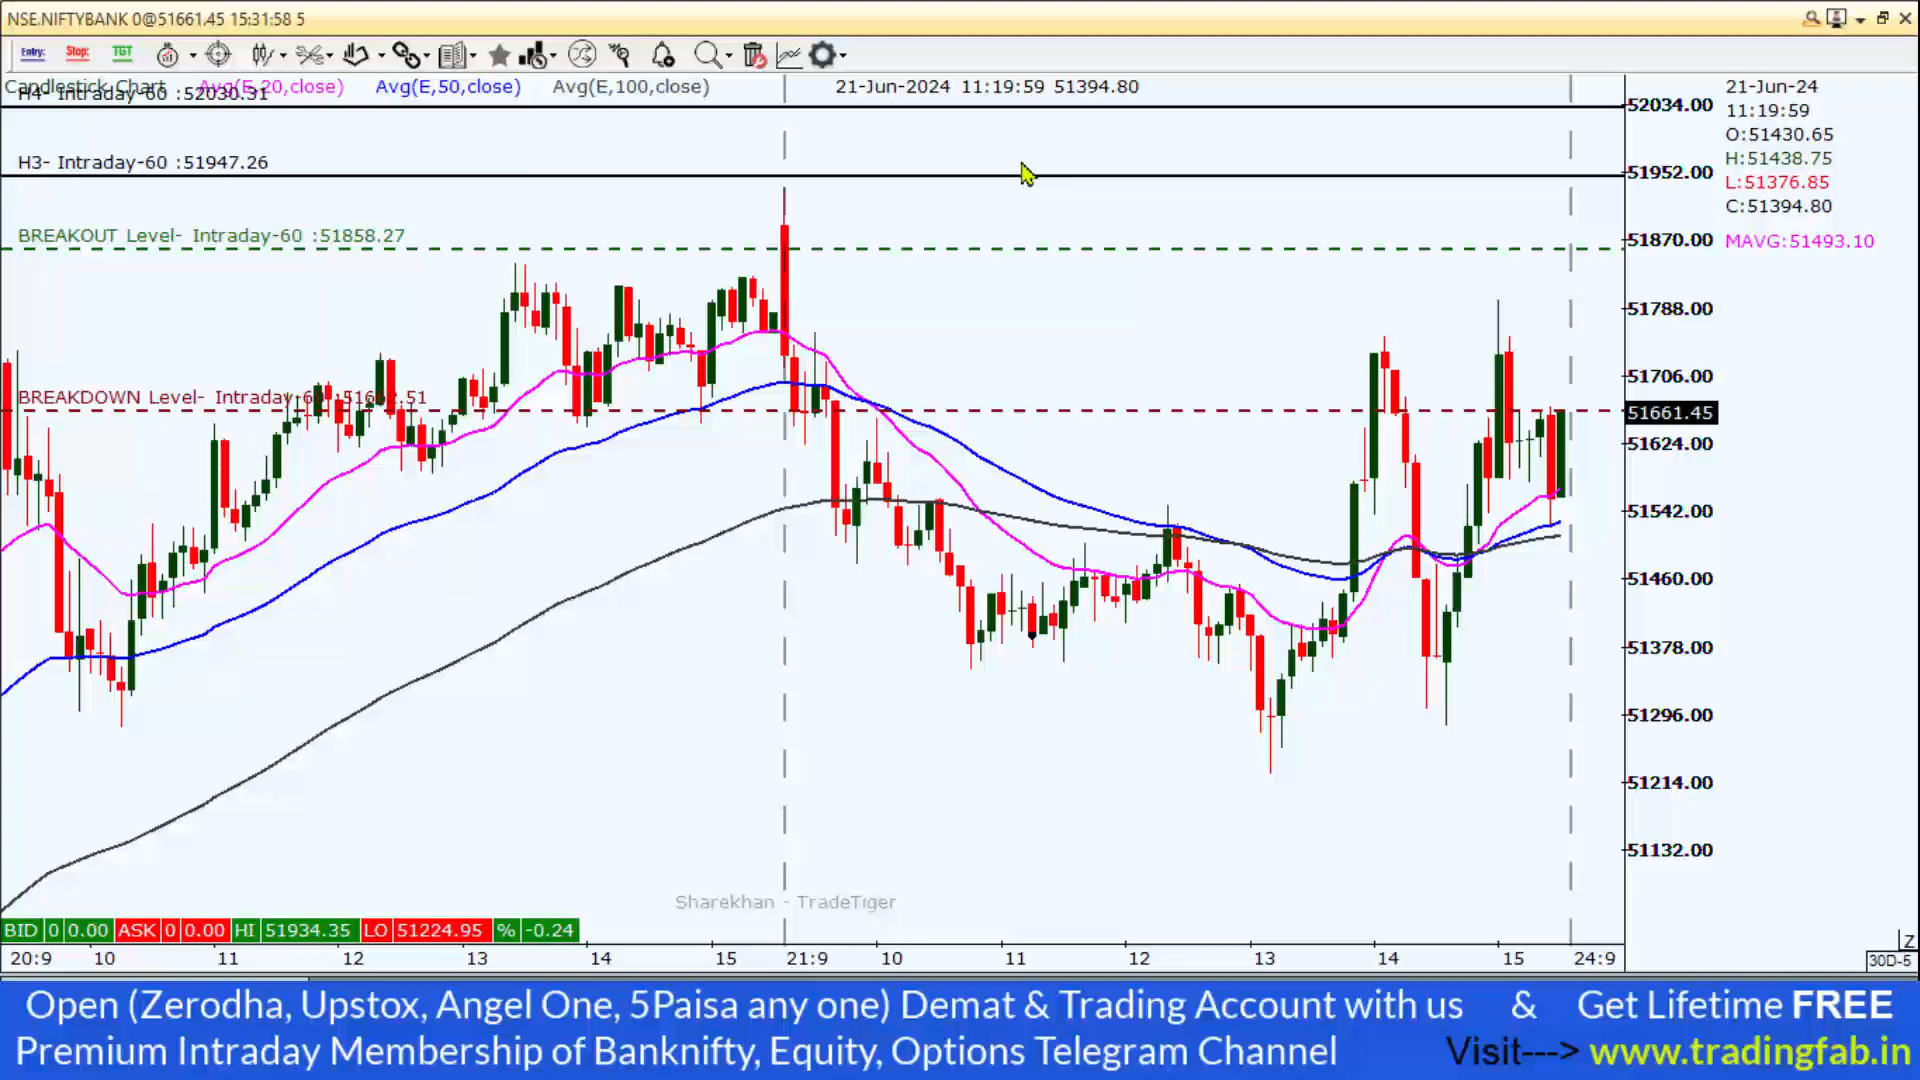 NSE.NIFTYBANK 0@51661.45 15:31:58 5
Entry: Stop: TGT
Candlestick Chart Avg(E,20,close) Avg(E,50,close) Avg(E,100,close) 21-Jun-2024 11:19:59 51394.80
H4- Intraday-60 :52030.31
H3- Intraday-60 :51947.26
BREAKOUT Level- Intraday-60 :51858.27
BREAKDOWN Level- Intraday-60
52034.00
51952.00
51870.00
51788.00
51706.00
51661.45
51624.00
51542.00
51460.00
51378.00
51296.00
51214.00
51132.00
21-Jun-24
11:19:59
O:51430.65
H:51438.75
L:51376.85
C:51394.80
MAVG:51493.10
Sharekhan - TradeTiger
BID 0 0.00 ASK 0 0.00 HI 51934.35 LO 51224.95 % -0.24
20:9 10 11 12 13 14 15 21:9 10 11 12 13 14 15 24:9
Z
30D-5
Open (Zerodha, Upstox, Angel One, 5Paisa any one) Demat & Trading Account with us & Get Lifetime FREE
Premium Intraday Membership of Banknifty, Equity, Options Telegram Channel Visit---> www.tradingfab.in